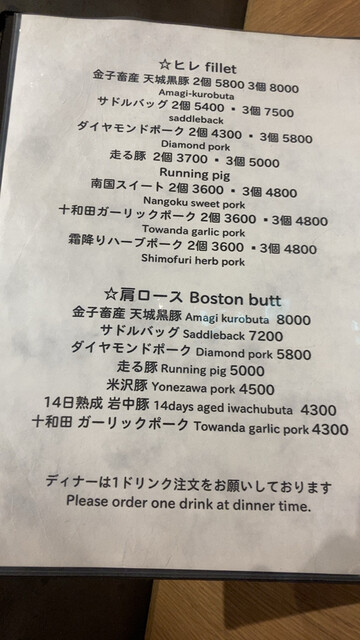 ☆ヒレ fillet
金子畜産 天城黒豚 2個 5800 3個 8000
Amagi-kurobuta
サドルバッグ 2個 5400 ・ 3個 7500
saddleback
ダイヤモンドポーク 2個 4300 ・ 3個 5800
Diamond pork
走る豚 2個 3700 ・ 3個 5000
Running pig
南国スイート 2個 3600 ・ 3個 4800
Nangoku sweet pork
十和田ガーリックポーク 2個 3600 ・3個 4800
Towanda garlic pork
霜降りハーブポーク 2個 3600 ・3個 4800
Shimofuri herb pork
☆肩ロース Boston butt
金子畜産 天城黒豚 Amagi kurobuta 8000
サドルバッグ Saddleback 7200
ダイヤモンドポーク Diamond pork 5800
走る豚 Running pig 5000
米沢豚 Yonezawa pork 4500
14日熟成 岩中豚 14days aged iwachubuta 4300
十和田 ガーリックポーク Towanda garlic pork 4300
ディナーは1ドリンク注文をお願いしております
Please order one drink at dinner time.